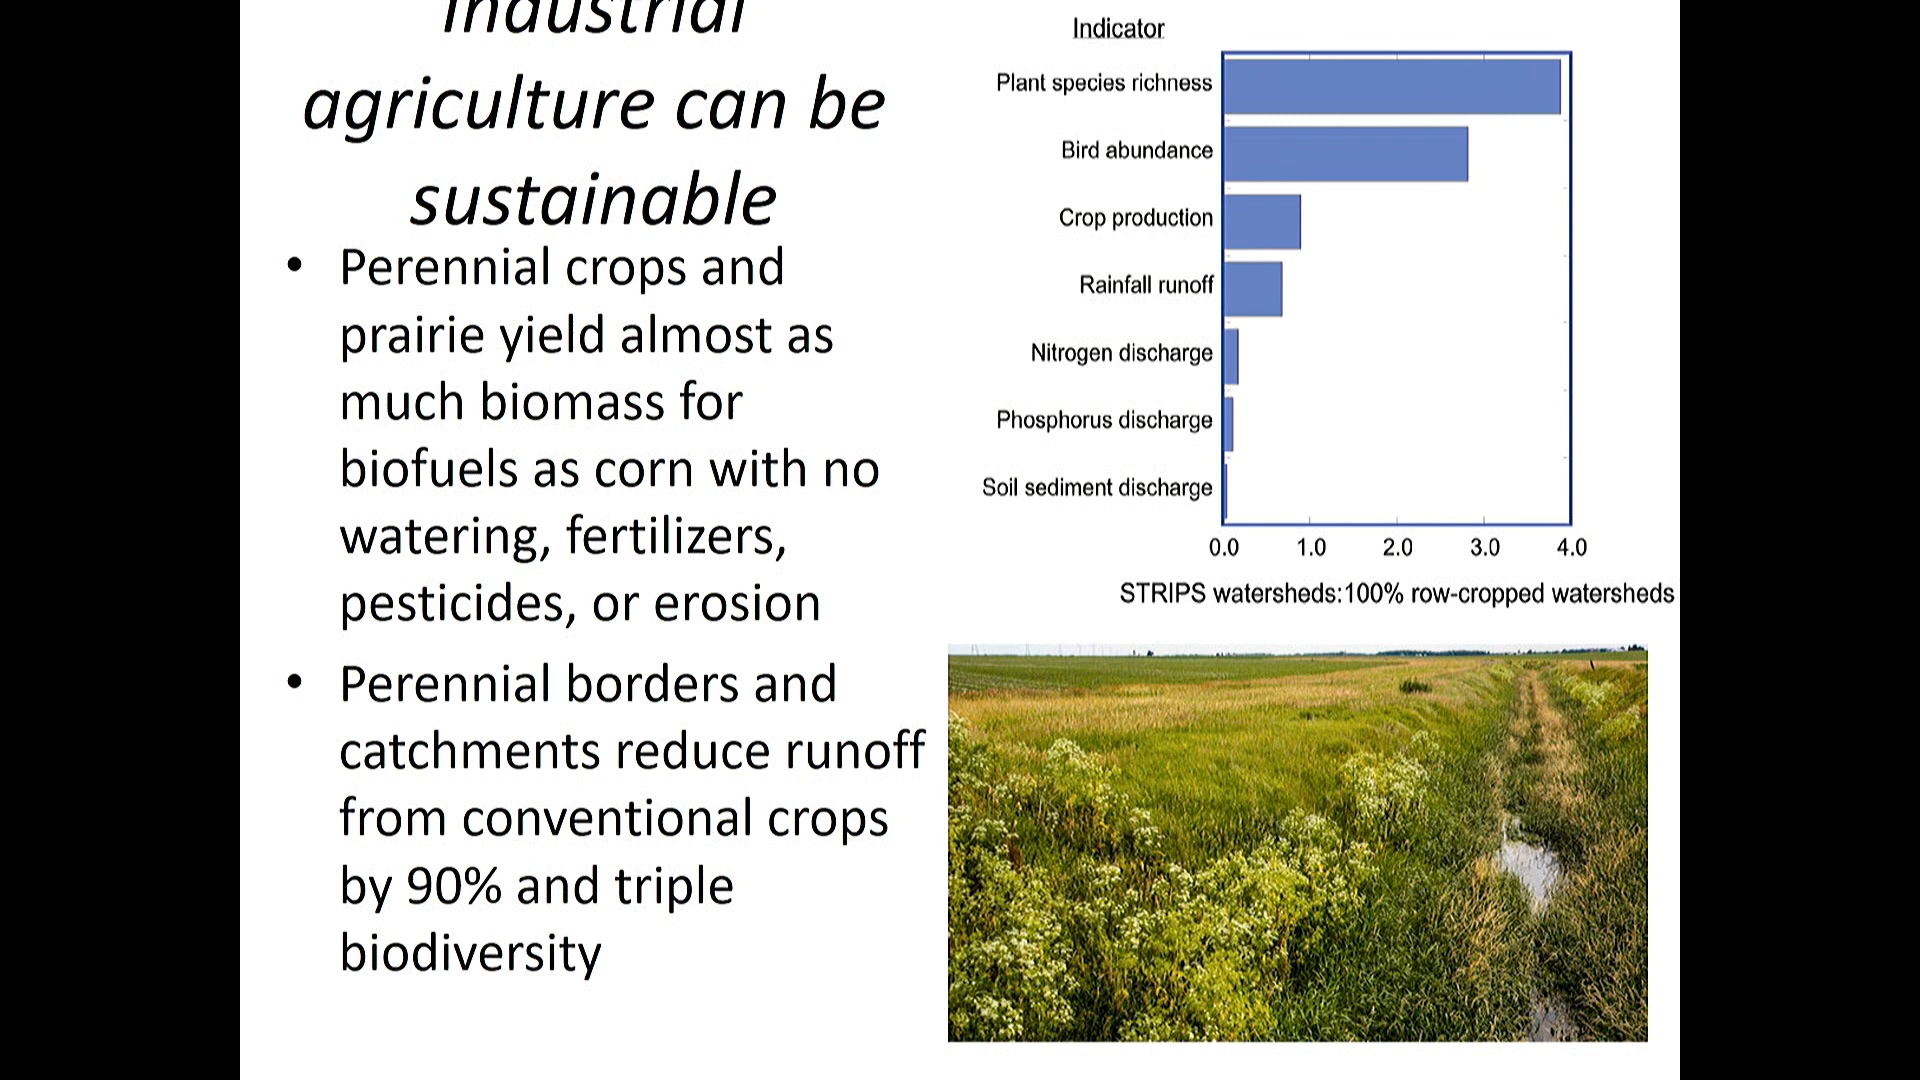 Industrial
agriculture can be
sustainable
• Perennial crops and
prairie yield almost as
much biomass for
biofuels as corn with no
watering, fertilizers,
pesticides, or erosion
• Perennial borders and
catchments reduce runoff
from conventional crops
by 90% and triple
biodiversity
Indicator
Plant species richness
Bird abundance
Crop production
Rainfall runoff
Nitrogen discharge
Phosphorus discharge
Soil sediment discharge
0.0 1.0 2.0 3.0 4.0
STRIPS watersheds:100% row-cropped watersheds